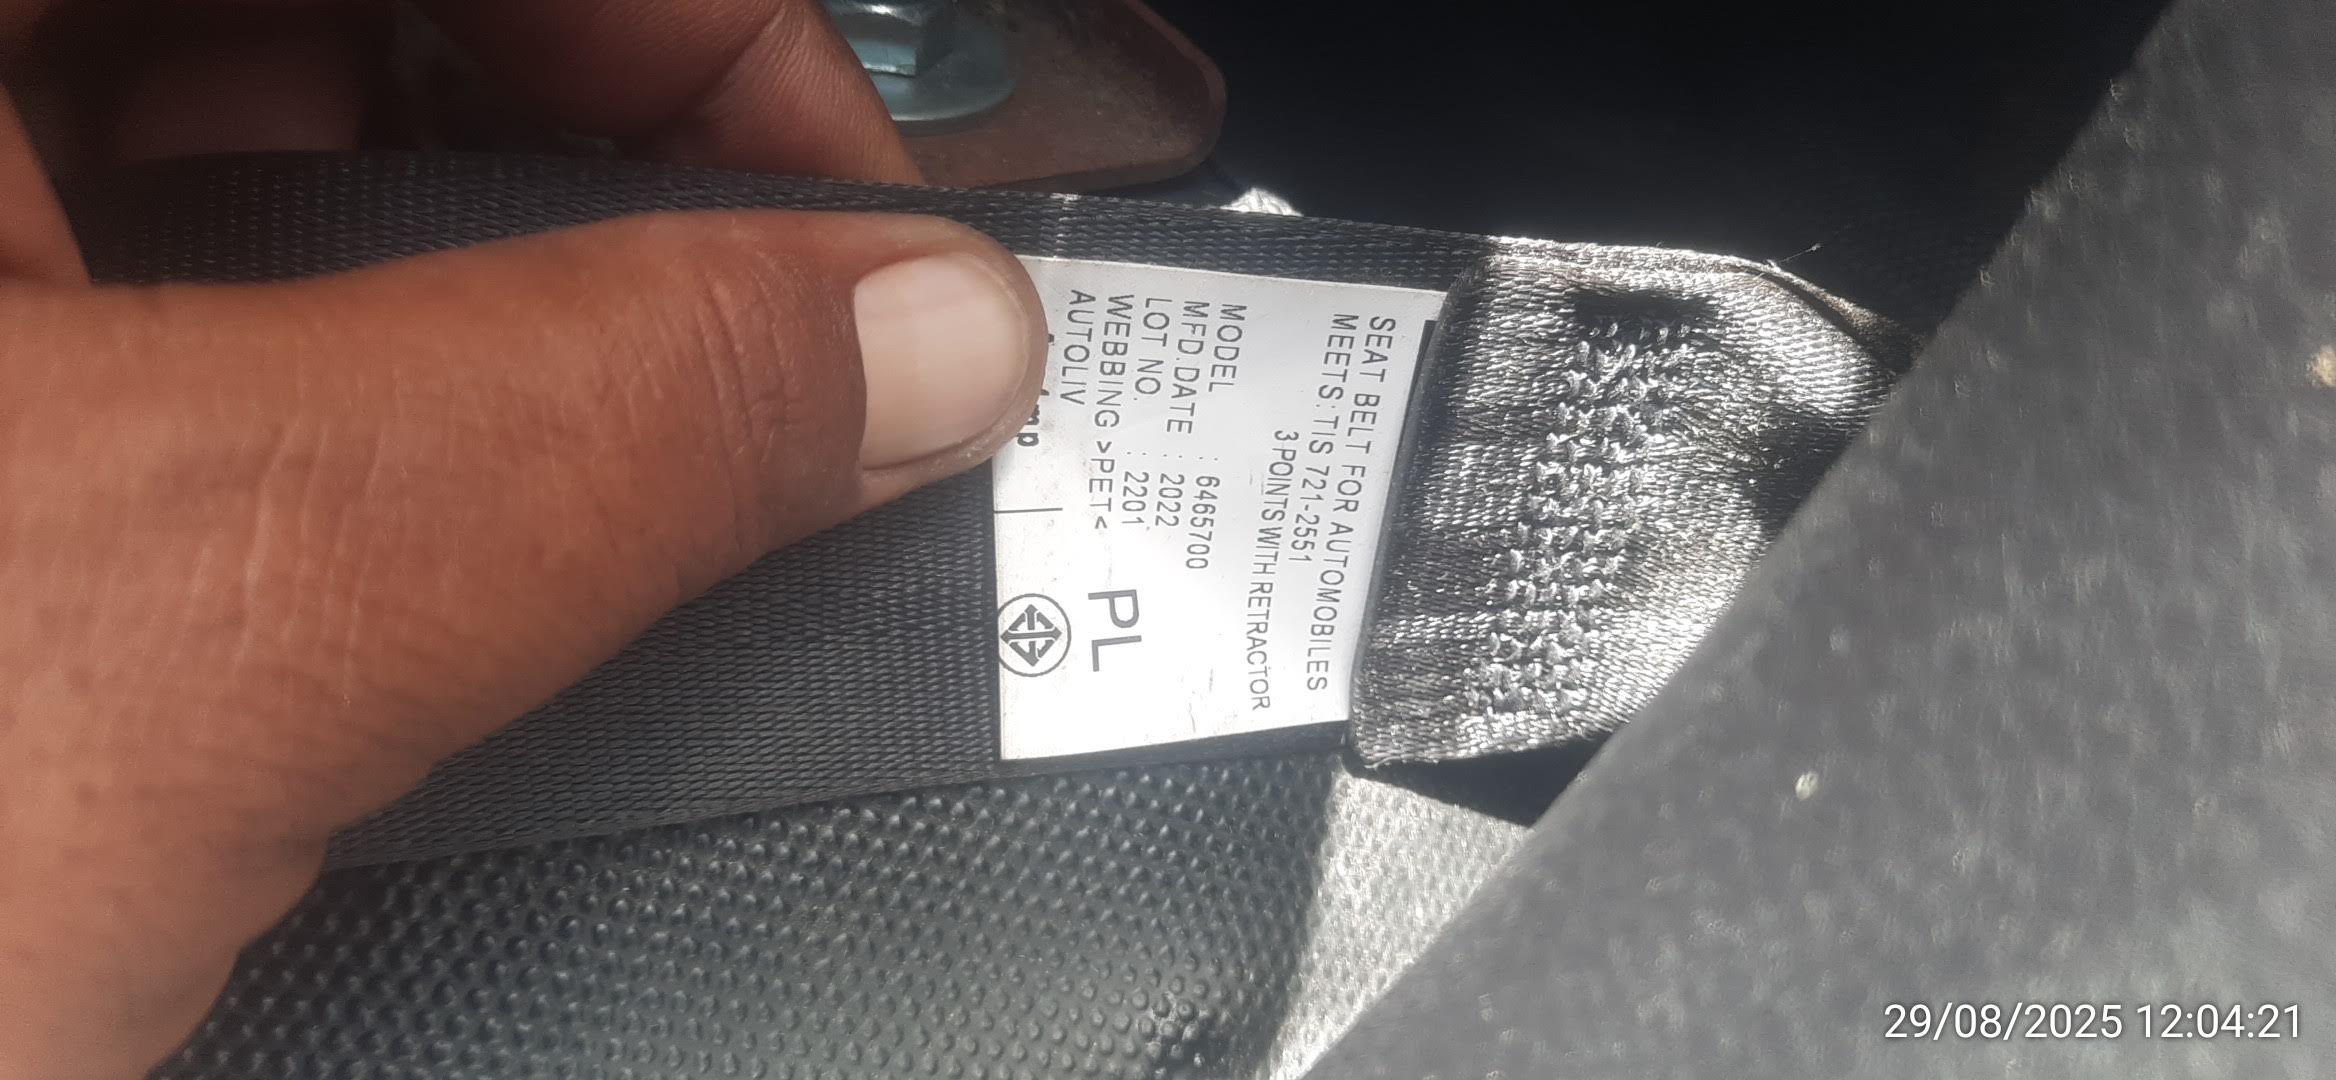 SEAT BELT FOR AUTOMOBILES
MEETS: TIS 721-2551
3 POINTS WITH RETRACTOR
MODEL : 6465700
MFD.DATE : 2022
LOT NO. : 2201
WEBBING >PET<
AUTOLIV
PL
29/08/2025 12:04:21